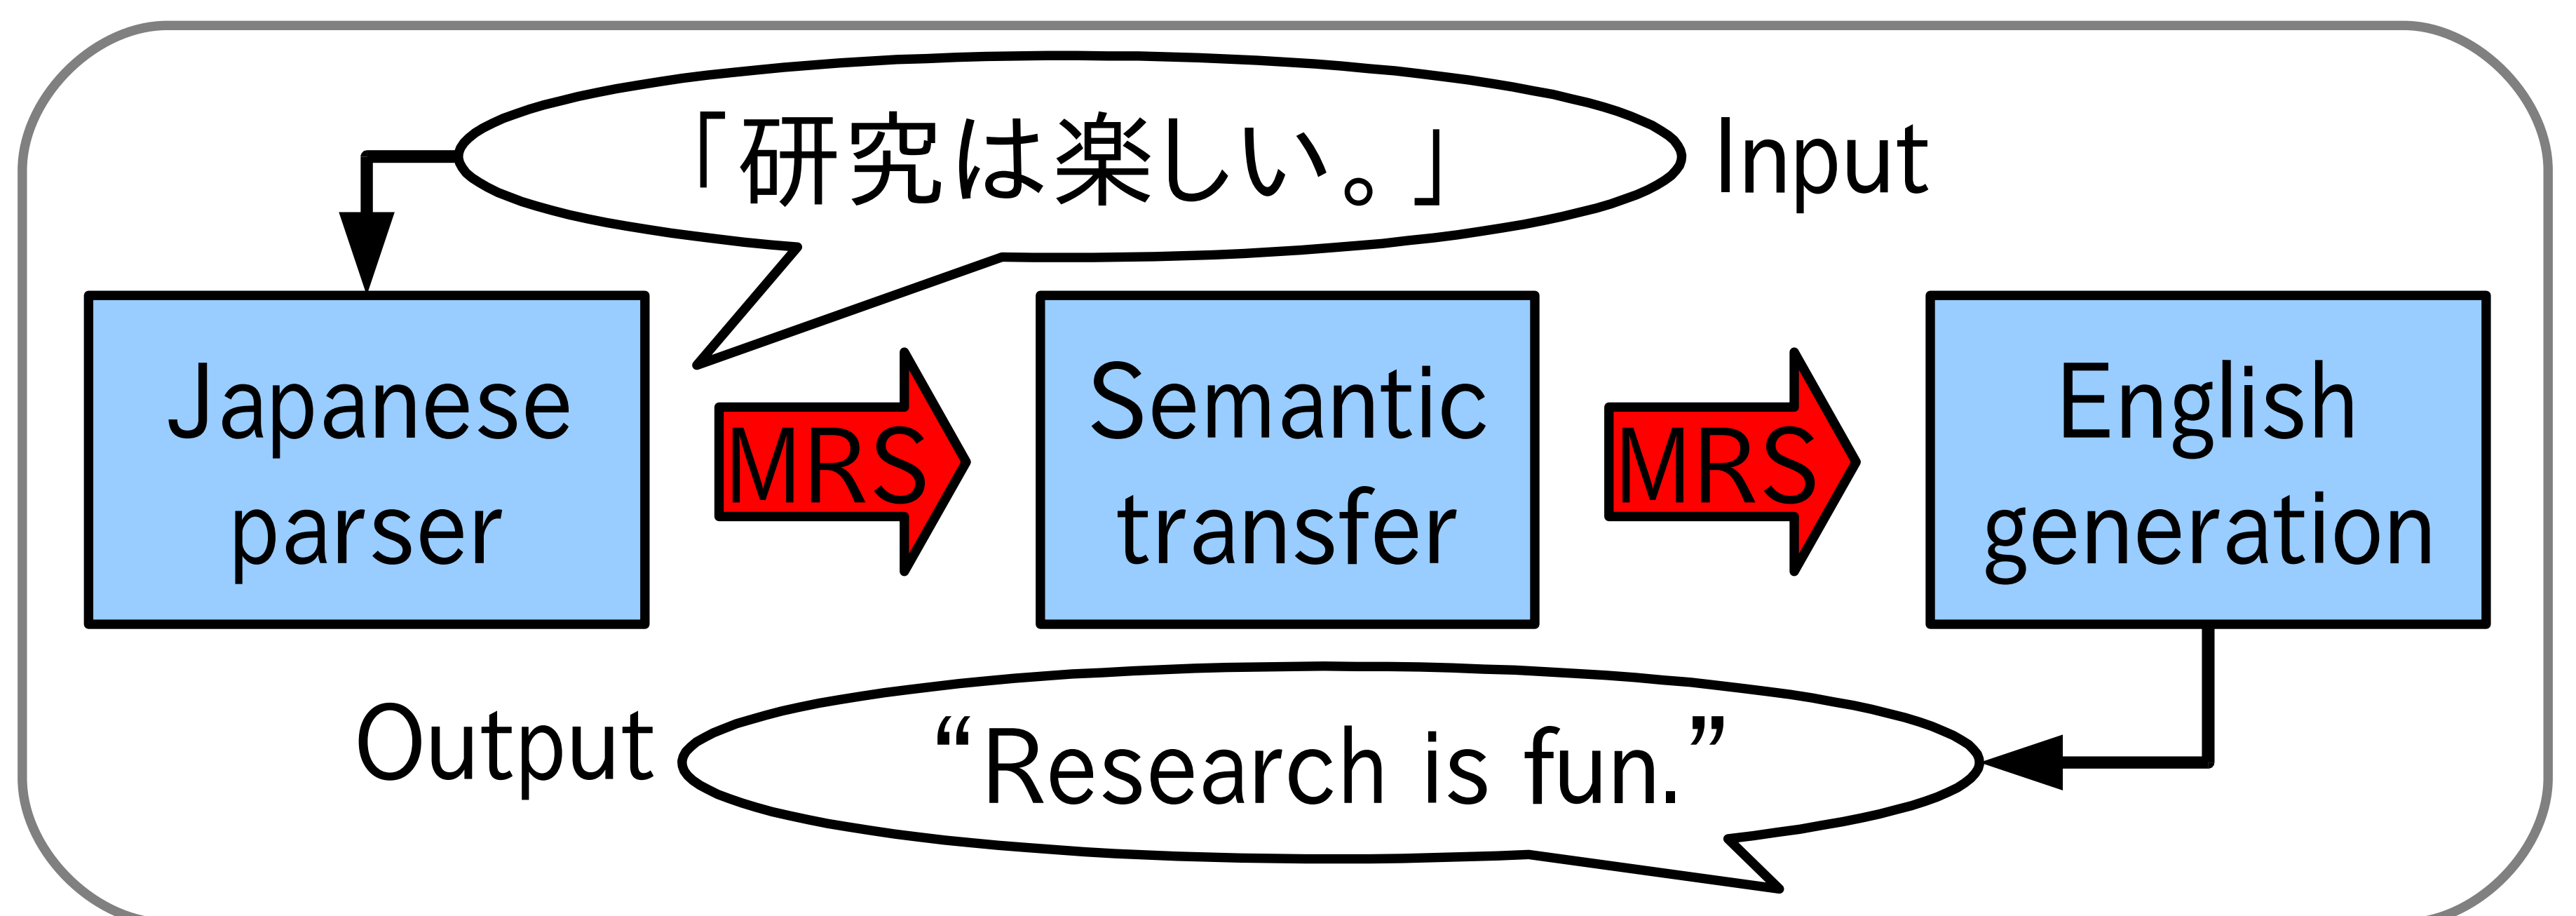 「研究は楽しい。」
Input
Japanese
parser
MRS
Semantic
transfer
MRS
English
generation
Output
“Research is fun.”